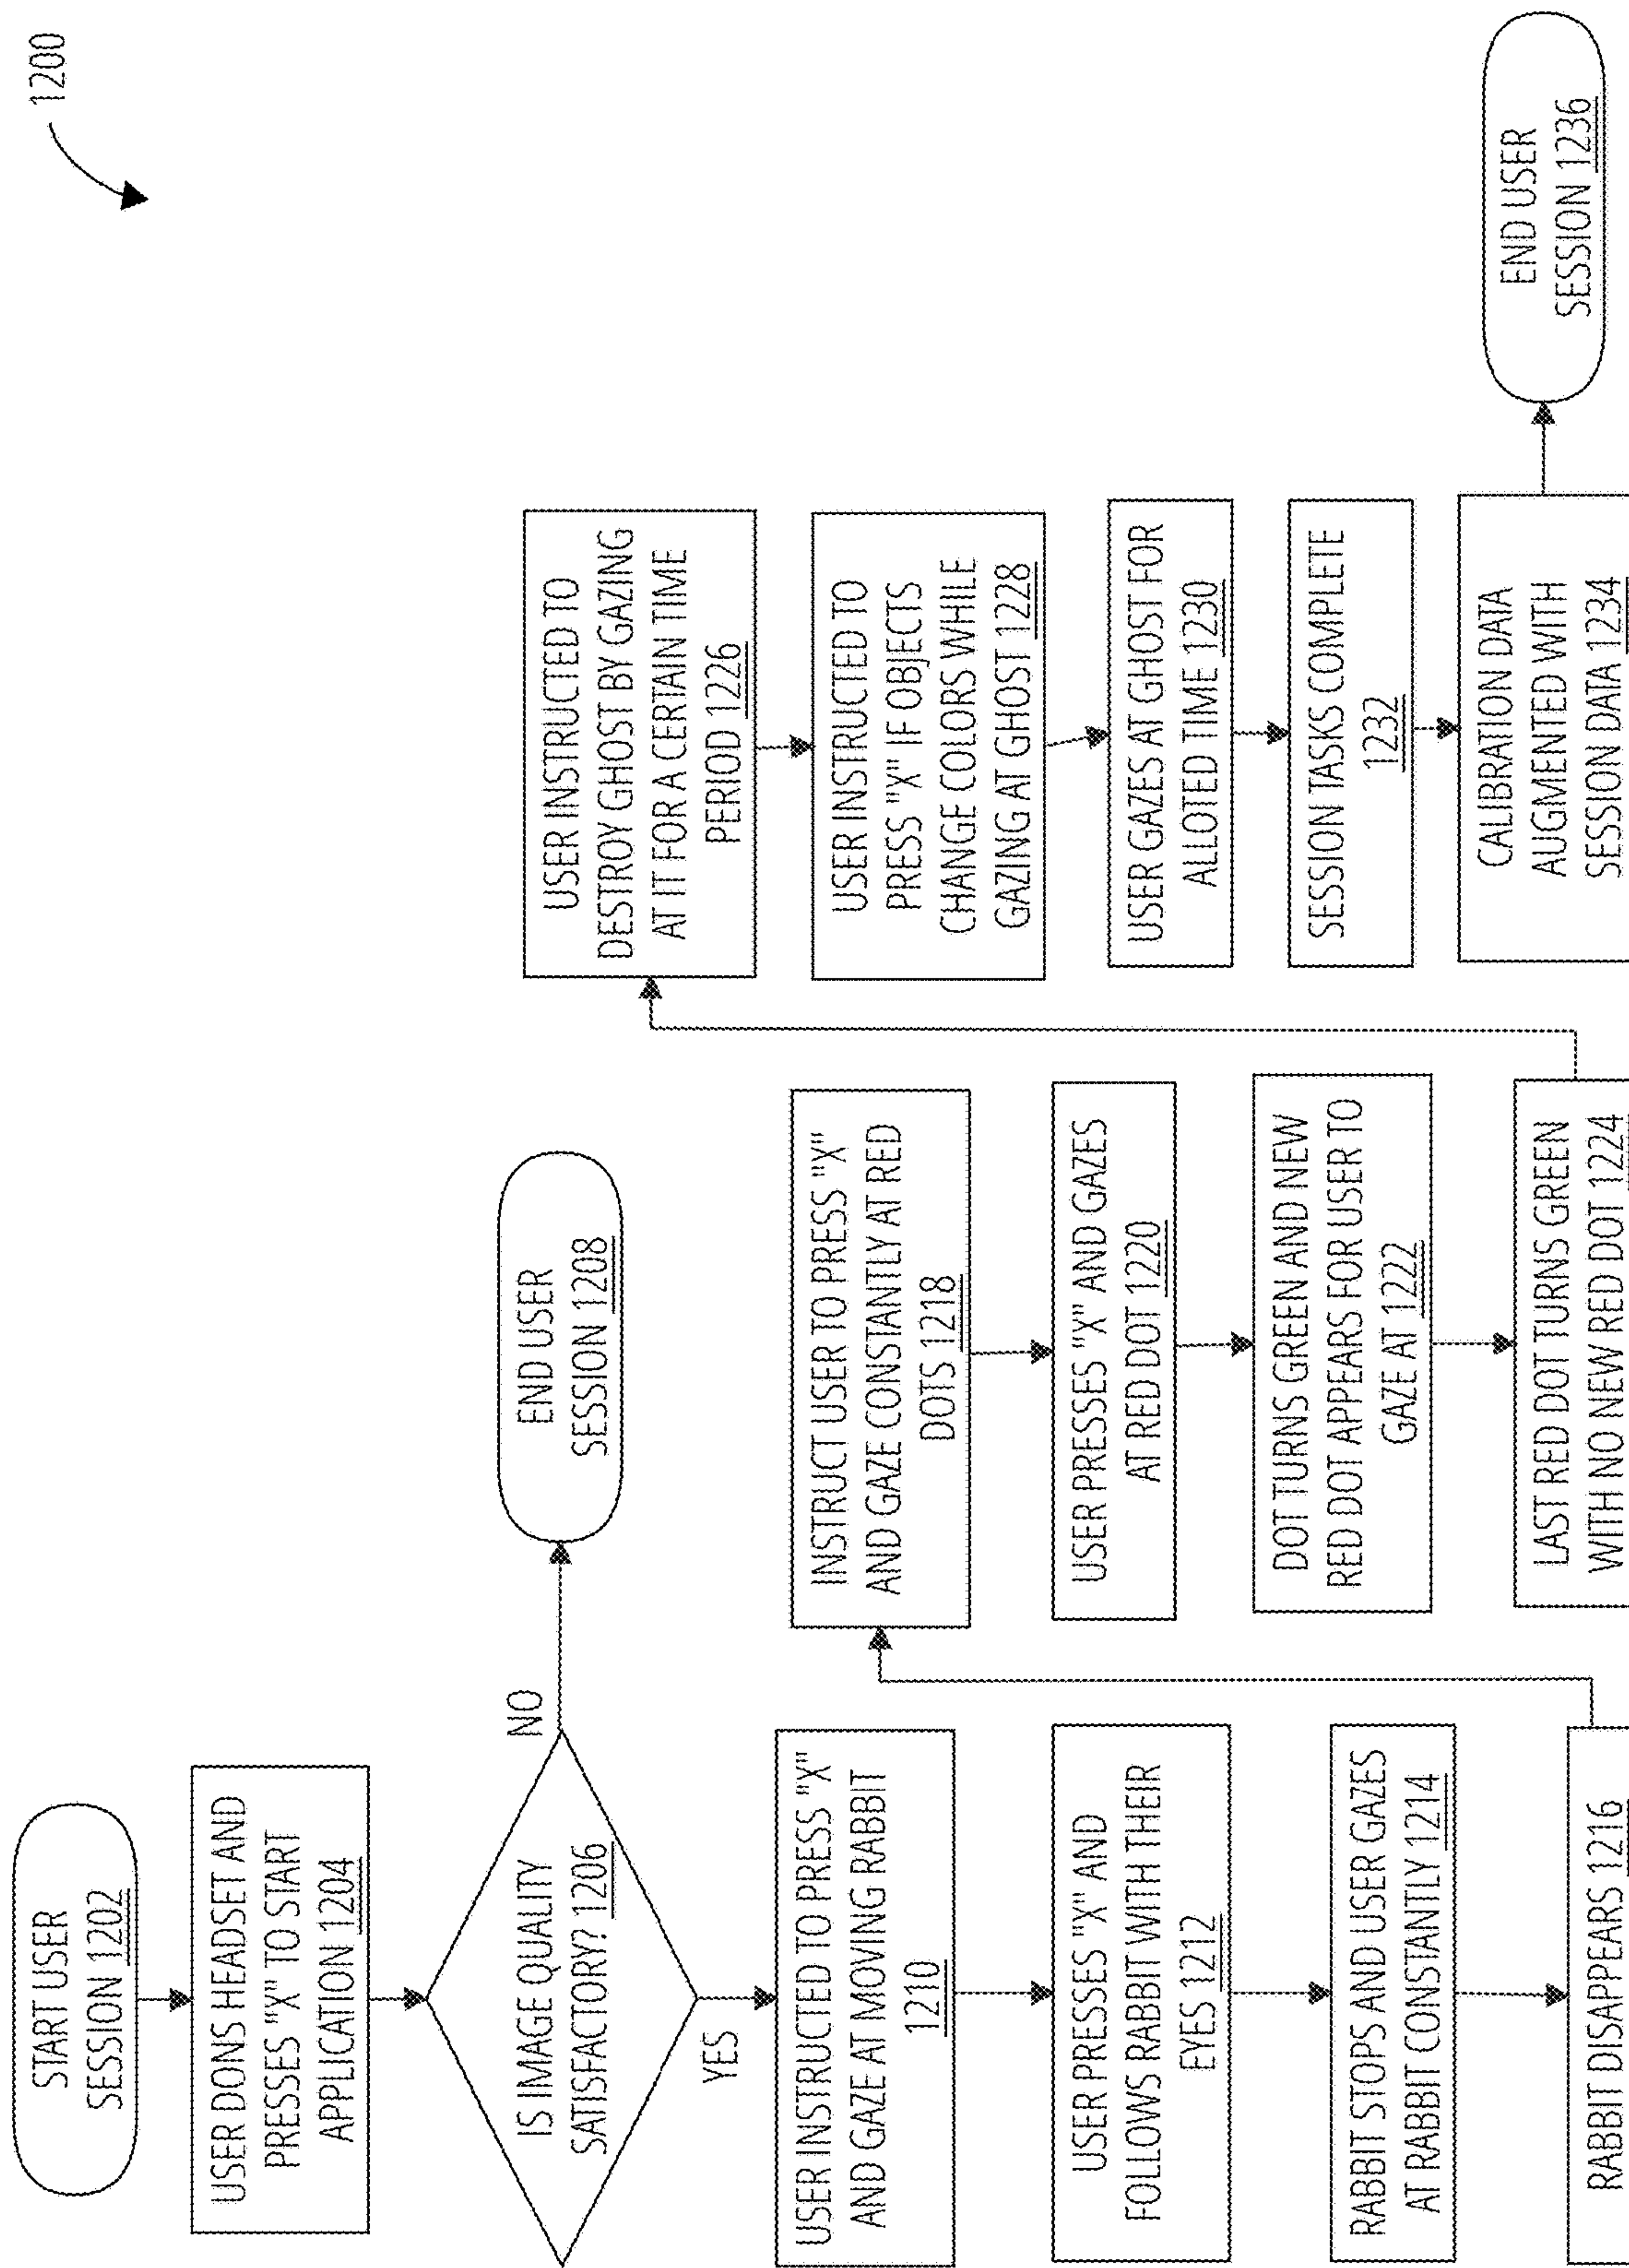 1200
START USER
SESSION 1202
USER DONS HEADSET AND
PRESSES "X" TO START
APPLICATION 1204
IS IMAGE QUALITY
SATISFACTORY? 1206
NO
END USER
SESSION 1208
YES
USER INSTRUCTED TO PRESS "X"
AND GAZE AT MOVING RABBIT
1210
USER PRESSES "X" AND
FOLLOWS RABBIT WITH THEIR
EYES 1212
RABBIT STOPS AND USER GAZES
AT RABBIT CONSTANTLY 1214
RABBIT DISAPPEARS 1216
INSTRUCT USER TO PRESS "X"
AND GAZE CONSTANTLY AT RED
DOTS 1218
USER PRESSES "X" AND GAZES
AT RED DOT 1220
DOT TURNS GREEN AND NEW
RED DOT APPEARS FOR USER TO
GAZE AT 1222
LAST RED DOT TURNS GREEN
WITH NO NEW RED DOT 1224
USER INSTRUCTED TO
DESTROY GHOST BY GAZING
AT IT FOR A CERTAIN TIME
PERIOD 1226
USER INSTRUCTED TO
PRESS "X" IF OBJECTS
CHANGE COLORS WHILE
GAZING AT GHOST 1228
USER GAZES AT GHOST FOR
ALLOTED TIME 1230
SESSION TASKS COMPLETE
1232
CALIBRATION DATA
AUGMENTED WITH
SESSION DATA 1234
END USER
SESSION 1236